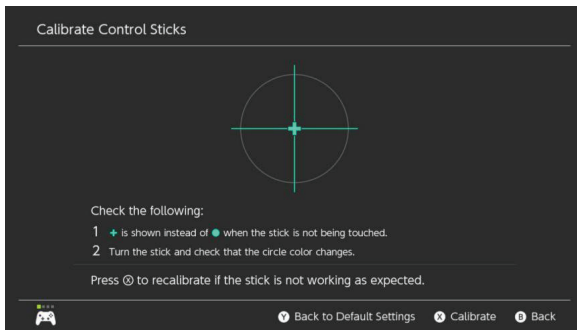 Calibrate Control Sticks
Check the following:
1 + is shown instead of ● when the stick is not being touched.
2 Turn the stick and check that the circle color changes.
Press Ⓧ to recalibrate if the stick is not working as expected.
Ⓨ Back to Default Settings Ⓧ Calibrate Ⓑ Back